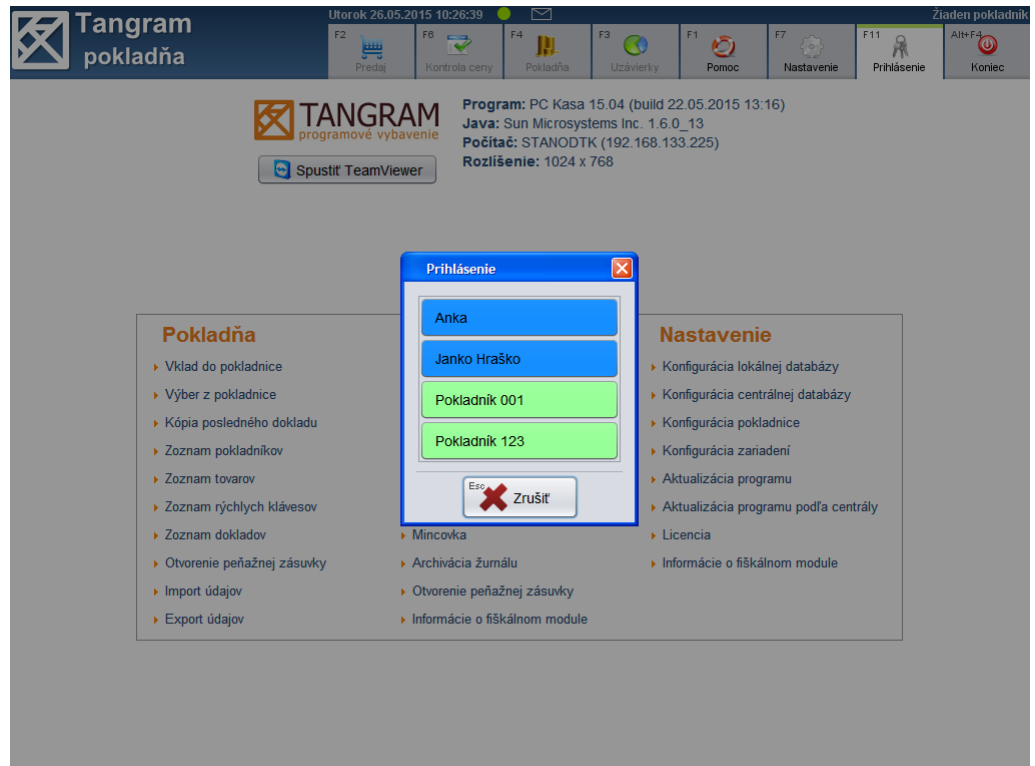 Tangram
pokladňa
Utorok 26.05.2015 10:26:39
Žiaden pokladník
F2
Predaj
F6
Kontrola ceny
F4
Pokladňa
F3
Uzávierky
F1
Pomoc
F7
Nastavenie
F11
Prihlásenie
Alt+F4
Koniec
TANGRAM
programové vybavenie
Spustiť TeamViewer
Program: PC Kasa 15.04 (build 22.05.2015 13:16)
Java: Sun Microsystems Inc. 1.6.0_13
Počítač: STANODTK (192.168.133.225)
Rozlíšenie: 1024 x 768
Prihlásenie
Anka
Janko Hraško
Pokladník 001
Pokladník 123
Esc
Zrušiť
Pokladňa
Vklad do pokladnice
Výber z pokladnice
Kópia posledného dokladu
Zoznam pokladníkov
Zoznam tovarov
Zoznam rýchlych klávesov
Zoznam dokladov
Otvorenie peňažnej zásuvky
Import údajov
Export údajov
Mincovka
Archivácia žurnálu
Otvorenie peňažnej zásuvky
Informácie o fiškálnom module
Nastavenie
Konfigurácia lokálnej databázy
Konfigurácia centrálnej databázy
Konfigurácia pokladnice
Konfigurácia zariadení
Aktualizácia programu
Aktualizácia programu podľa centrály
Licencia
Informácie o fiškálnom module